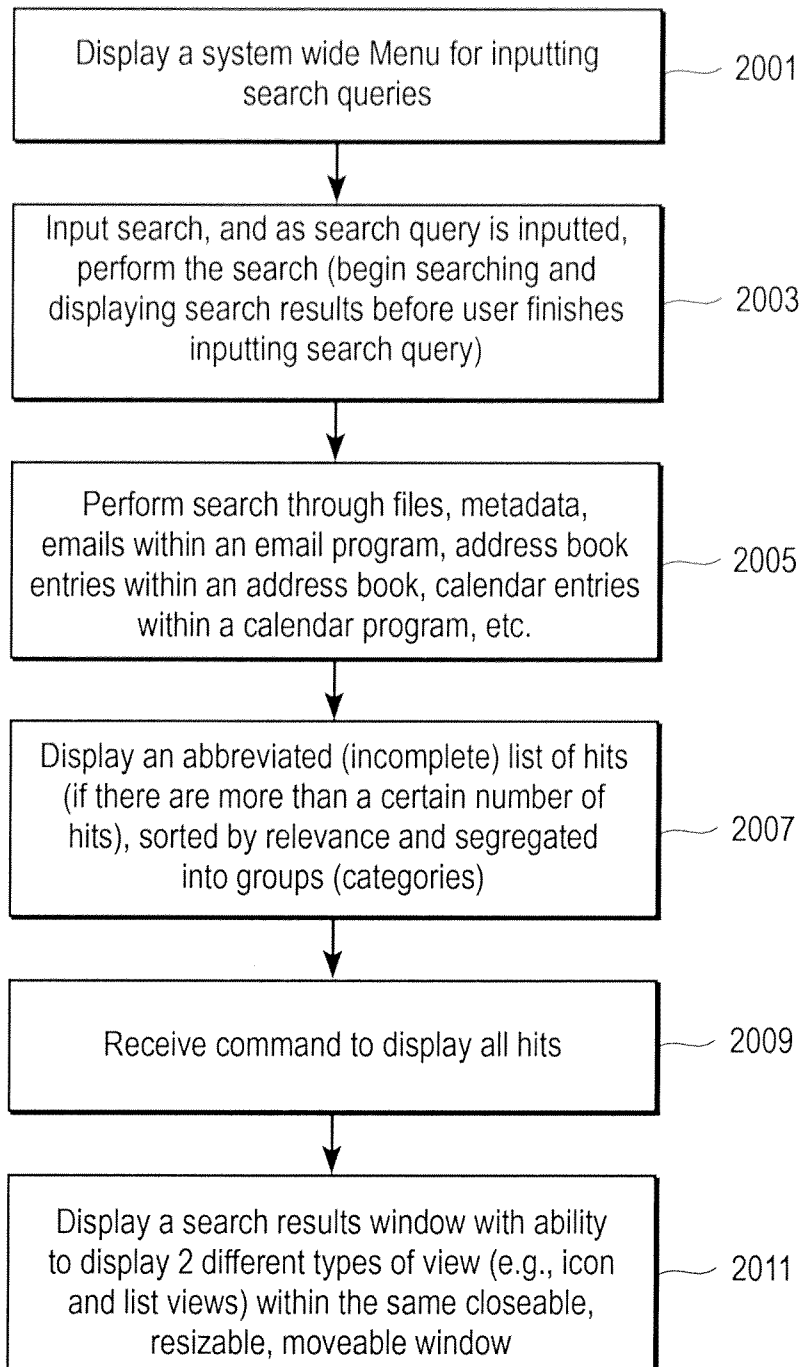 Display a system wide Menu for inputting
search queries
2001
Input search, and as search query is inputted,
perform the search (begin searching and
displaying search results before user finishes
inputting search query)
2003
Perform search through files, metadata,
emails within an email program, address book
entries within an address book, calendar entries
within a calendar program, etc.
2005
Display an abbreviated (incomplete) list of hits
(if there are more than a certain number of
hits), sorted by relevance and segregated
into groups (categories)
2007
Receive command to display all hits
2009
Display a search results window with ability
to display 2 different types of view (e.g., icon
and list views) within the same closeable,
resizable, moveable window
2011